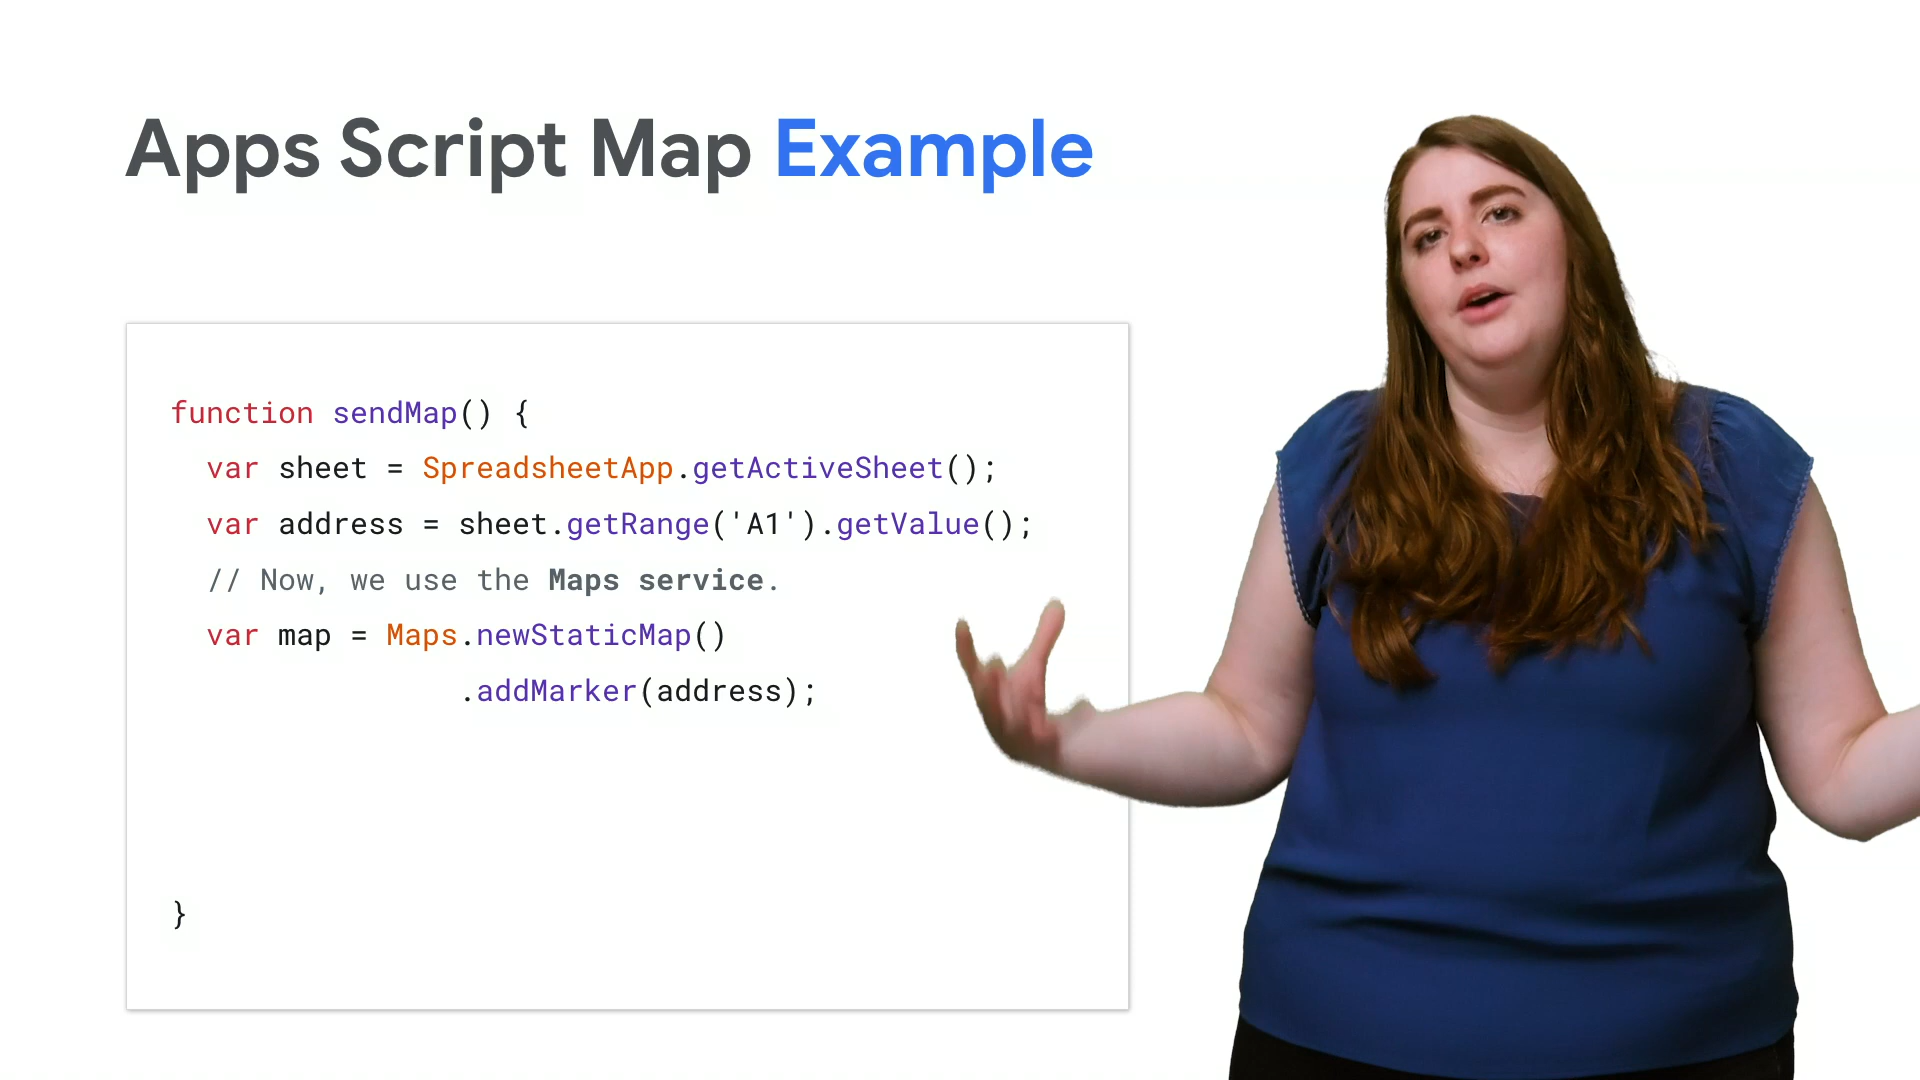 Apps Script Map Example
function sendMap() {
var sheet = SpreadsheetApp.getActiveSheet();
var address = sheet.getRange('A1').getValue();
// Now, we use the Maps service.
var map = Maps.newStaticMap()
.addMarker(address);
}